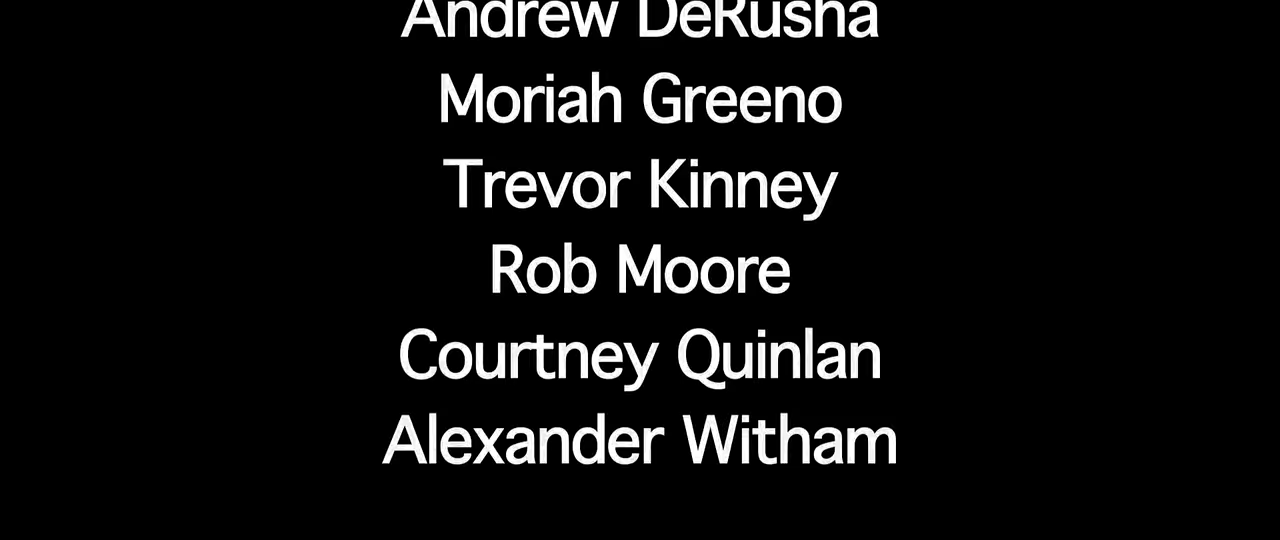 Andrew DeRusha
Moriah Greeno
Trevor Kinney
Rob Moore
Courtney Quinlan
Alexander Witham